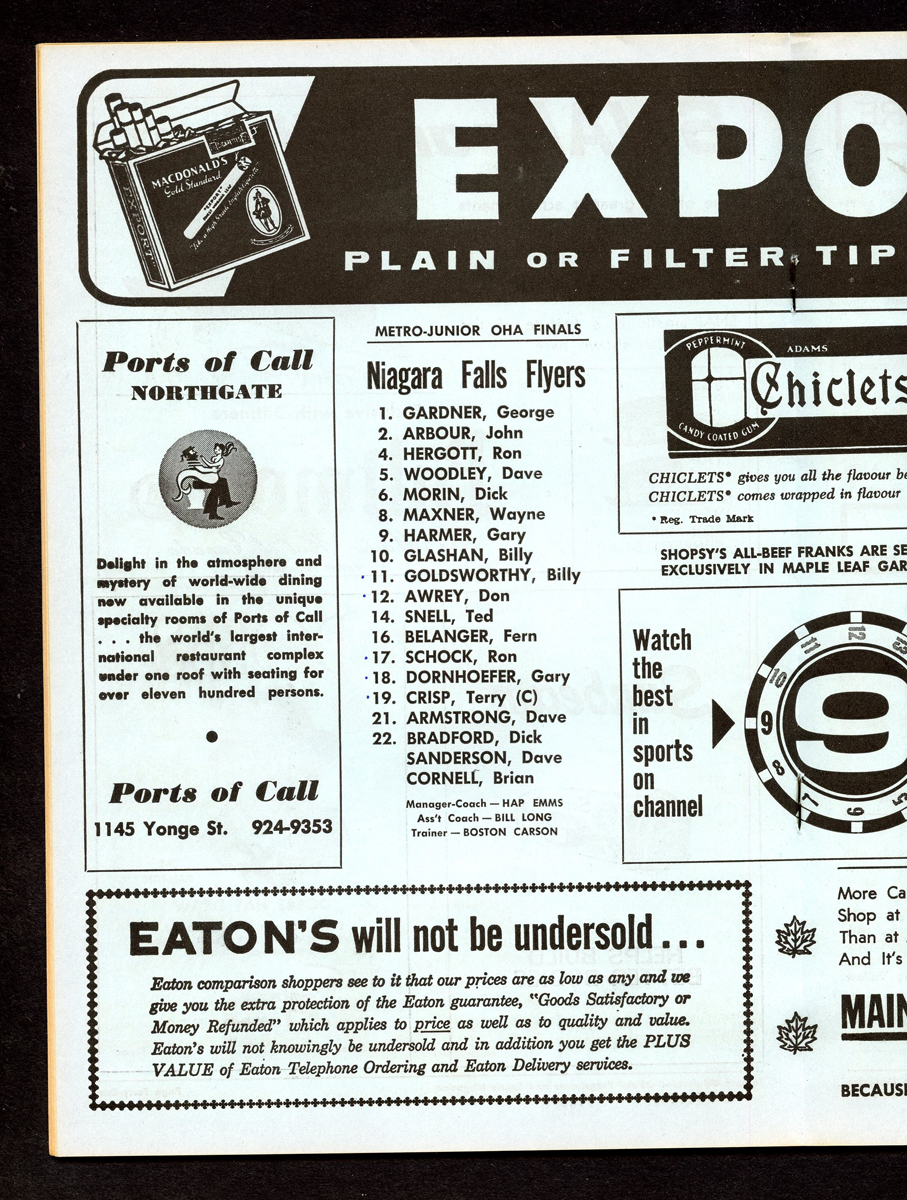 EXPO
PLAIN OR FILTER TIP
MACDONALD'S
Gold Standard
EXPORT
Ports of Call
NORTHGATE
Delight in the atmosphere and
mystery of world-wide dining
now available in the unique
specialty rooms of Ports of Call
. . . the world's largest inter-
national restaurant complex
under one roof with seating for
over eleven hundred persons.
Ports of Call
1145 Yonge St. 924-9353
METRO-JUNIOR OHA FINALS
Niagara Falls Flyers
1. GARDNER, George
2. ARBOUR, John
4. HERGOTT, Ron
5. WOODLEY, Dave
6. MORIN, Dick
8. MAXNER, Wayne
9. HARMER, Gary
10. GLASHAN, Billy
11. GOLDSWORTHY, Billy
12. AWREY, Don
14. SNELL, Ted
16. BELANGER, Fern
17. SCHOCK, Ron
18. DORNHOEFER, Gary
19. CRISP, Terry (C)
21. ARMSTRONG, Dave
22. BRADFORD, Dick
SANDERSON, Dave
CORNELL, Brian
Manager-Coach — HAP EMMS
Ass't Coach — BILL LONG
Trainer — BOSTON CARSON
PEPPERMINT
ADAMS
Chiclets
CANDY COATED GUM
CHICLETS* gives you all the flavour be
CHICLETS* comes wrapped in flavour
* Reg. Trade Mark
SHOPSY'S ALL-BEEF FRANKS ARE SE
EXCLUSIVELY IN MAPLE LEAF GAR
Watch
the
best
in
sports
on
channel
9
12
11
13
10
9
8
7
6
5
EATON'S will not be undersold...
Eaton comparison shoppers see to it that our prices are as low as any and we
give you the extra protection of the Eaton guarantee, "Goods Satisfactory or
Money Refunded" which applies to price as well as to quality and value.
Eaton's will not knowingly be undersold and in addition you get the PLUS
VALUE of Eaton Telephone Ordering and Eaton Delivery services.
More Ca
Shop at
Than at
And It's
MAIN
BECAUSE